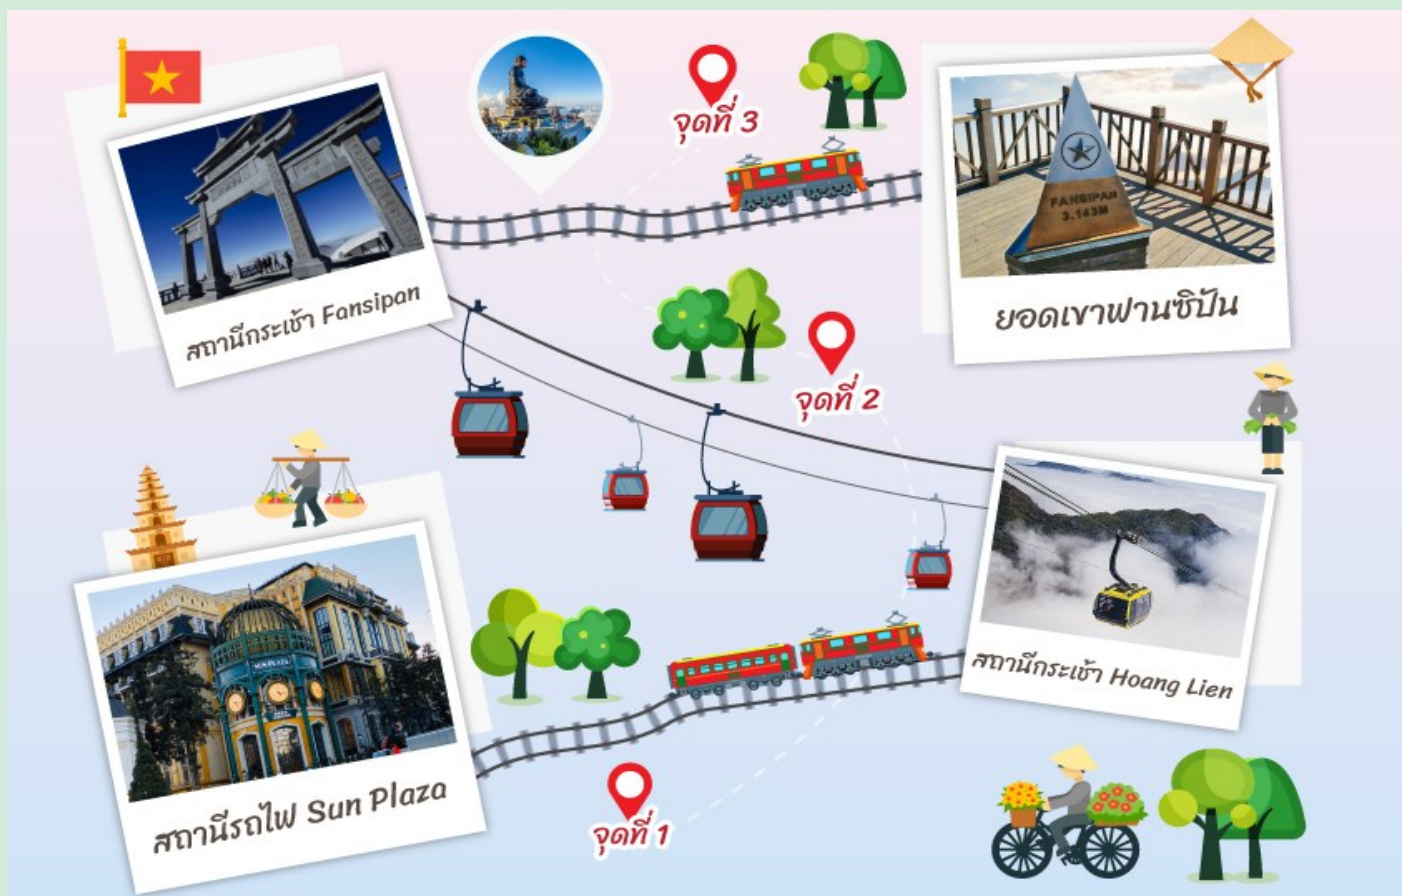 จุดที่ 3
FANSIPAN
3.143M
สถานีกระเช้า Fansipan
ยอดเขาฟานซิปัน
จุดที่ 2
SUN PLAZA
สถานีกระเช้า Hoang Lien
สถานีรถไฟ Sun Plaza
จุดที่ 1